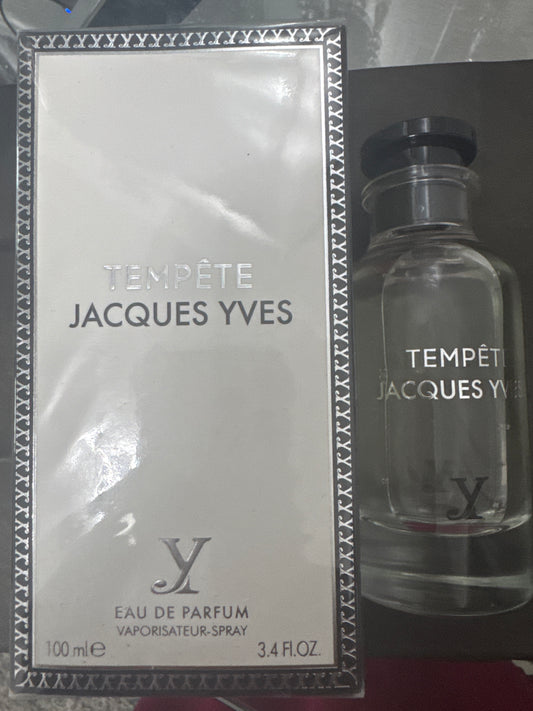 TEMPÊTE
JACQUES YVES
JY
EAU DE PARFUM
VAPORISATEUR-SPRAY
100 ml℮
3.4 Fl.OZ.
TEMPÊTE
JACQUES YVES
JY